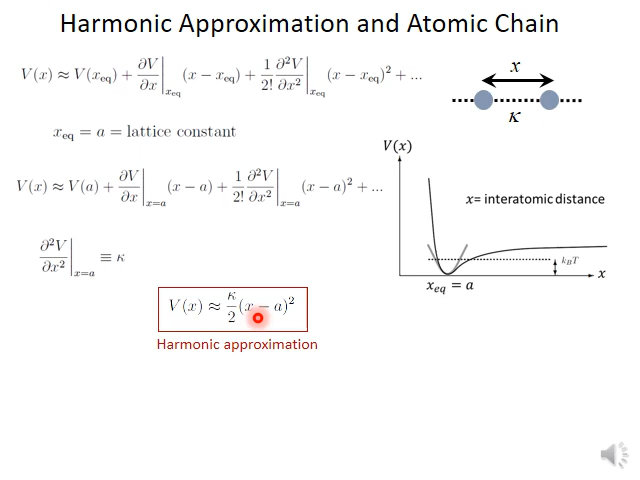 Harmonic Approximation and Atomic Chain
V(x) ≈ V(x_eq) + ∂V/∂x|_{x_eq} (x − x_eq) + 1/2! ∂²V/∂x²|_{x_eq} (x − x_eq)² + ...
x
κ
x_eq = a = lattice constant
V(x)
V(x) ≈ V(a) + ∂V/∂x|_{x=a} (x − a) + 1/2! ∂²V/∂x²|_{x=a} (x − a)² + ...
x= interatomic distance
∂²V/∂x²|_{x=a} ≡ κ
k_BT
x
x_eq = a
V(x) ≈ κ/2 (x − a)²
Harmonic approximation